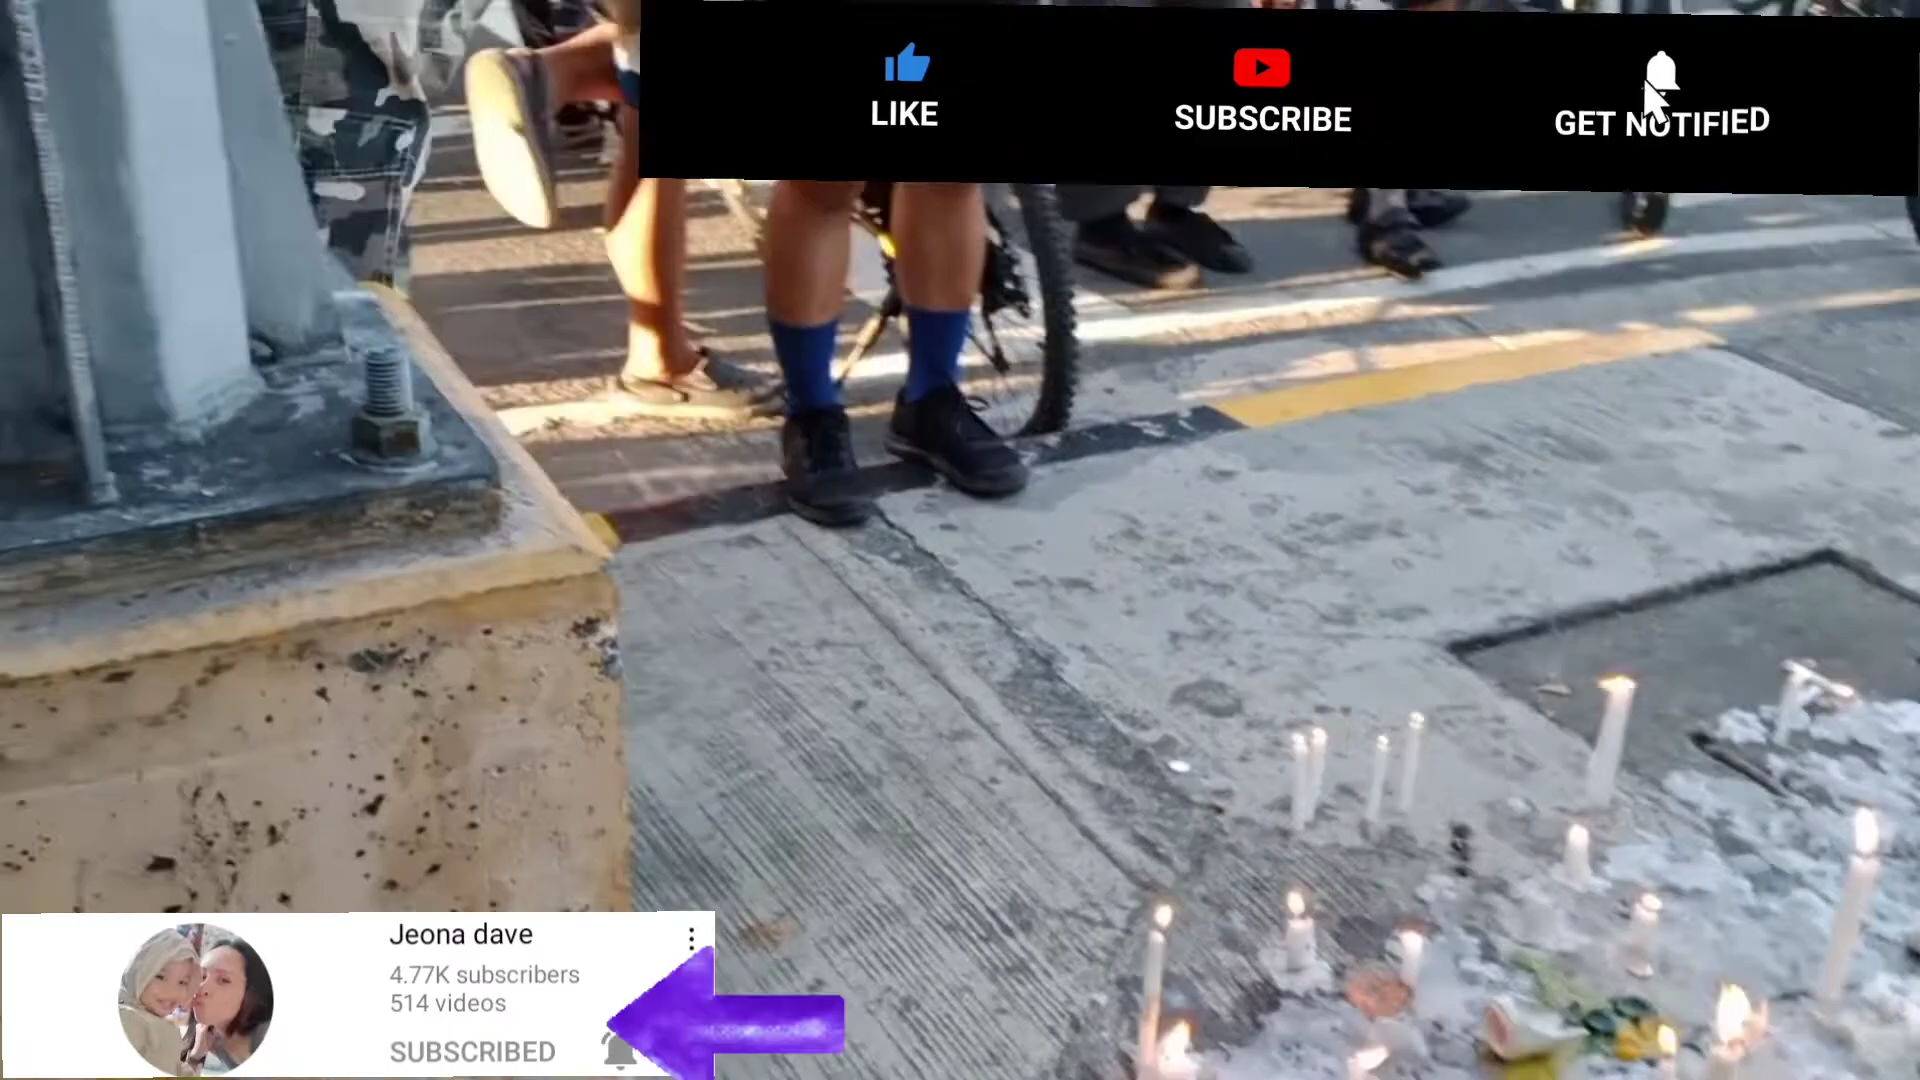 LIKE
SUBSCRIBE
GET NOTIFIED
Jeona dave
4.77K subscribers
514 videos
SUBSCRIBED